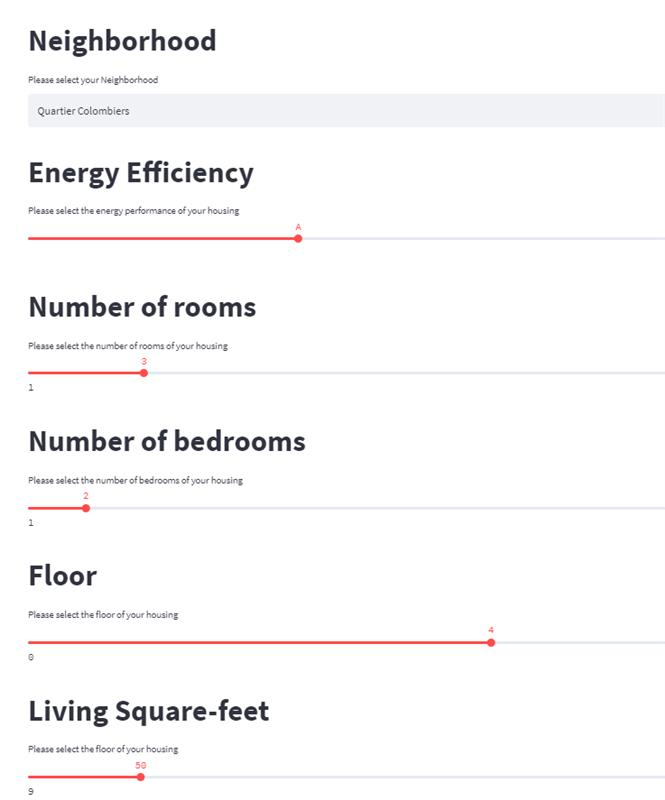 Neighborhood
Please select your Neighborhood
Quartier Colombiers
Energy Efficiency
Please select the energy performance of your housing
A
Number of rooms
Please select the number of rooms of your housing
3
1
Number of bedrooms
Please select the number of bedrooms of your housing
2
1
Floor
Please select the floor of your housing
4
0
Living Square-feet
Please select the floor of your housing
50
9